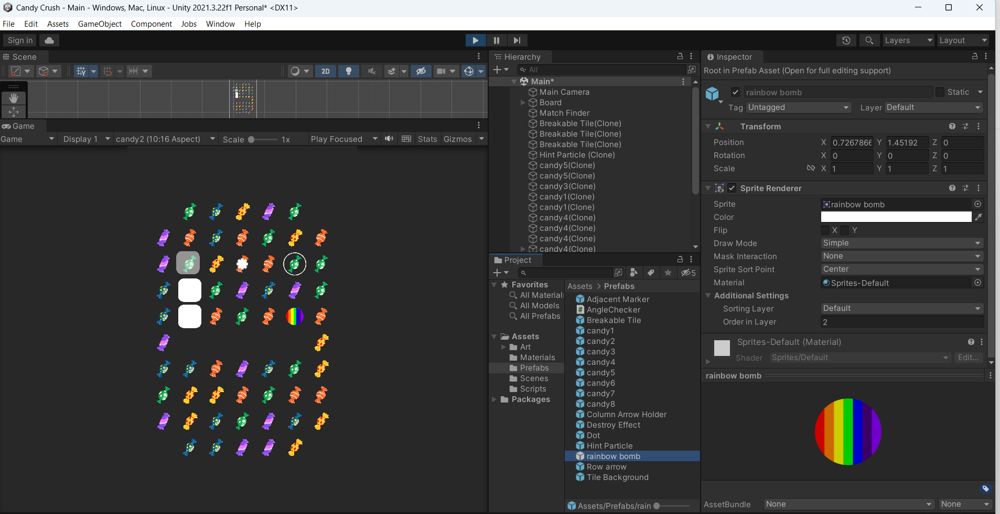 Candy Crush - Main - Windows, Mac, Linux - Unity 2021.3.22f1 Personal* <DX11>
File Edit Assets GameObject Component Jobs Window Help
Sign in
Layers
Layout
Scene
2D
Game
Game
Display 1
candy2 (10:16 Aspect)
Scale
1x
Play Focused
Stats
Gizmos
Hierarchy
All
Main*
Main Camera
Board
Match Finder
Breakable Tile(Clone)
Breakable Tile(Clone)
Breakable Tile(Clone)
Hint Particle (Clone)
candy5(Clone)
candy5(Clone)
candy3(Clone)
candy1(Clone)
candy1(Clone)
candy4(Clone)
candy4(Clone)
candy4(Clone)
candy4(Clone)
Project
5
Favorites
All Material
All Models
All Prefabs
Assets
Art
Materials
Prefabs
Scenes
Scripts
Packages
Assets > Prefabs
Adjacent Marker
AngleChecker
Breakable Tile
candy1
candy2
candy3
candy4
candy5
candy6
candy7
candy8
Column Arrow Holder
Destroy Effect
Dot
Hint Particle
rainbow bomb
Row arrow
Tile Background
Assets/Prefabs/rain
Inspector
Root in Prefab Asset (Open for full editing support)
rainbow bomb
Static
Tag Untagged Layer Default
Transform
Position X 0.7267866 Y 1.45192 Z 0
Rotation X 0 Y 0 Z 0
Scale X 1 Y 1 Z 1
Sprite Renderer
Sprite rainbow bomb
Color
Flip X Y
Draw Mode Simple
Mask Interaction None
Sprite Sort Point Center
Material Sprites-Default
Additional Settings
Sorting Layer Default
Order in Layer 2
Sprites-Default (Material)
Shader Sprites/Default Edit...
rainbow bomb
AssetBundle None None